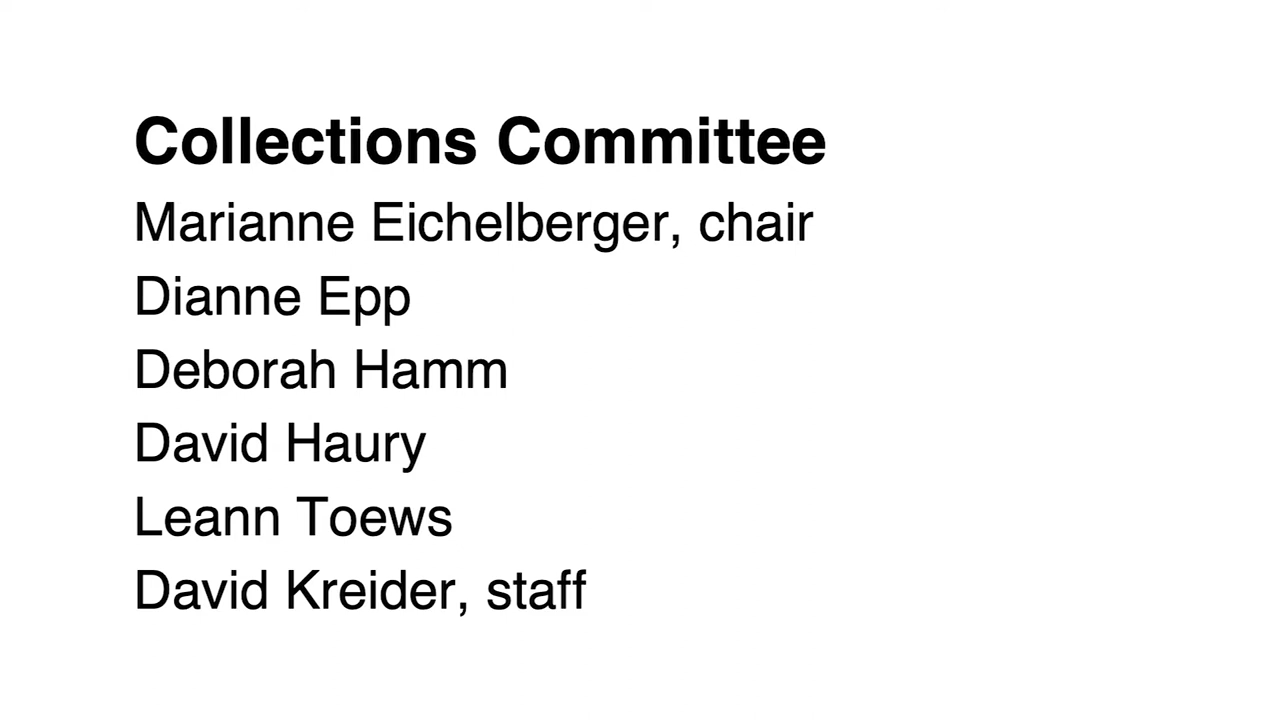 Collections Committee
Marianne Eichelberger, chair
Dianne Epp
Deborah Hamm
David Haury
Leann Toews
David Kreider, staff